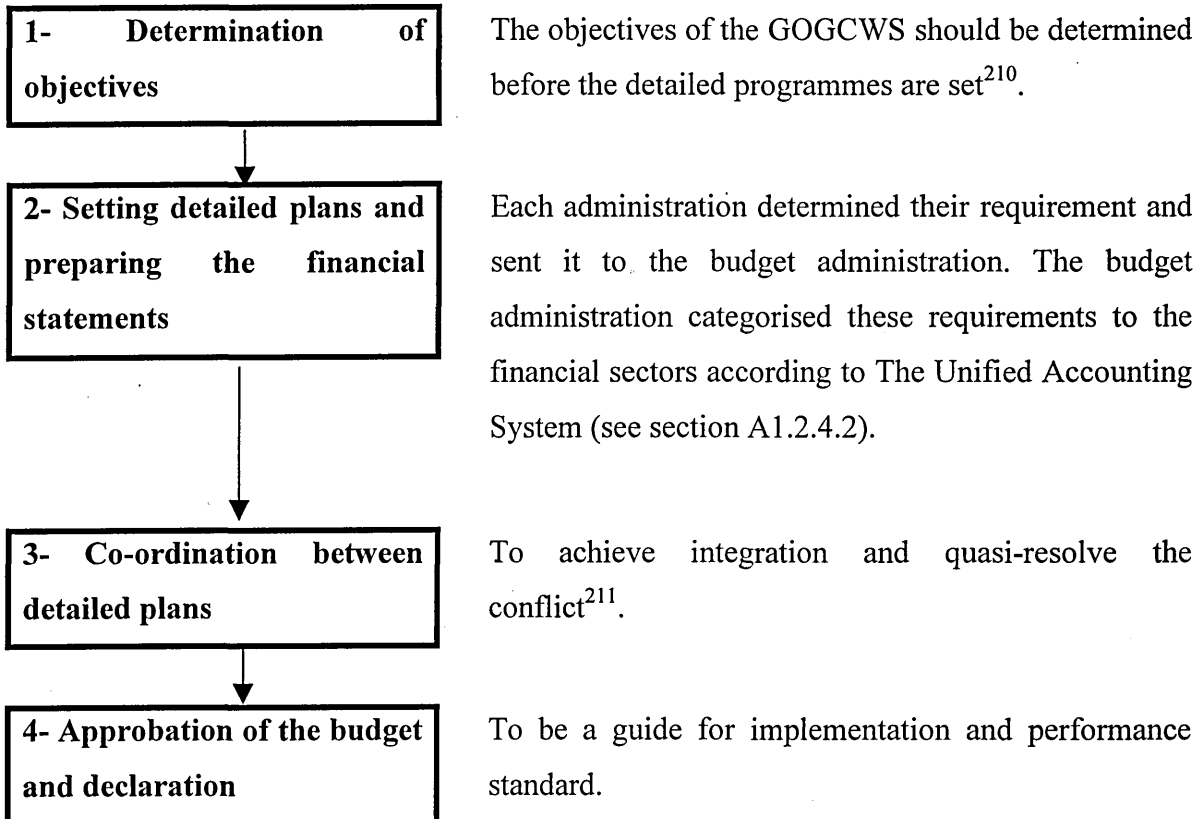 1- Determination of
objectives
The objectives of the GOGCWS should be determined
before the detailed programmes are set210.
2- Setting detailed plans and
preparing the financial
statements
Each administration determined their requirement and
sent it to the budget administration. The budget
administration categorised these requirements to the
financial sectors according to The Unified Accounting
System (see section A1.2.4.2).
3- Co-ordination between
detailed plans
To achieve integration and quasi-resolve the
conflict211.
4- Approbation of the budget
and declaration
To be a guide for implementation and performance
standard.